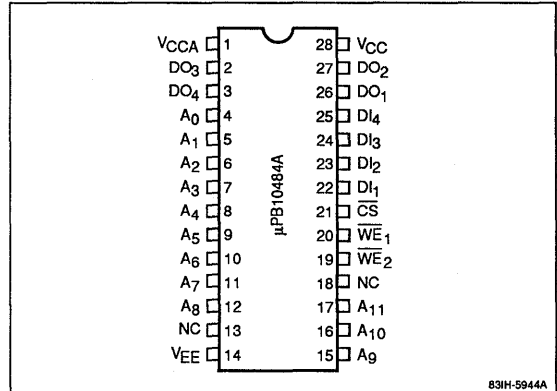 VCCA 1 28 VCC
DO3 2 27 DO2
DO4 3 26 DO1
A0 4 25 DI4
A1 5 24 DI3
A2 6 23 DI2
A3 7 22 DI1
A4 8 21 CS
A5 9 20 WE1
A6 10 19 WE2
A7 11 18 NC
A8 12 17 A11
NC 13 16 A10
VEE 14 15 A9
μPB10484A
83IH-5944A